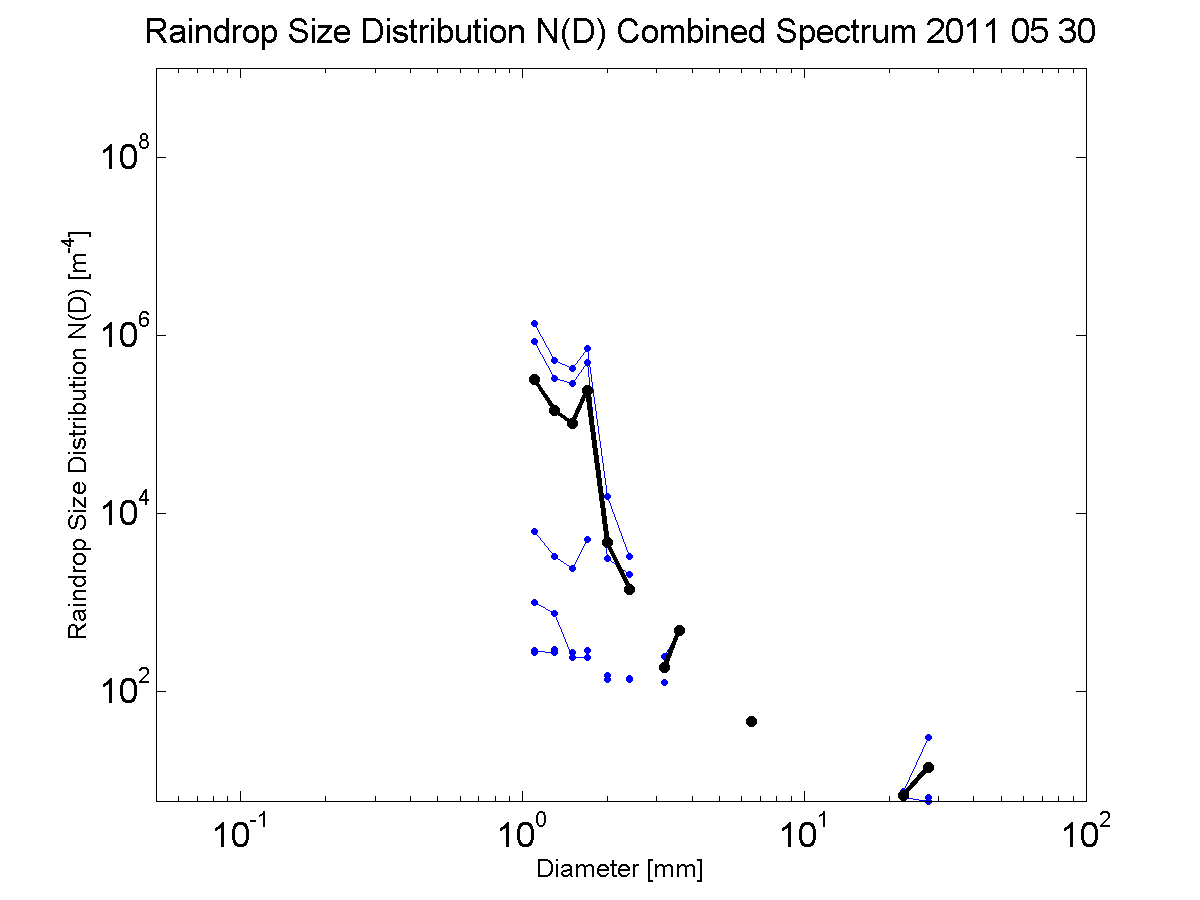 Raindrop Size Distribution N(D) Combined Spectrum 2011 05 30
10^8
10^6
10^4
10^2
Raindrop Size Distribution N(D) [m^-4]
10^-1
10^0
10^1
10^2
Diameter [mm]